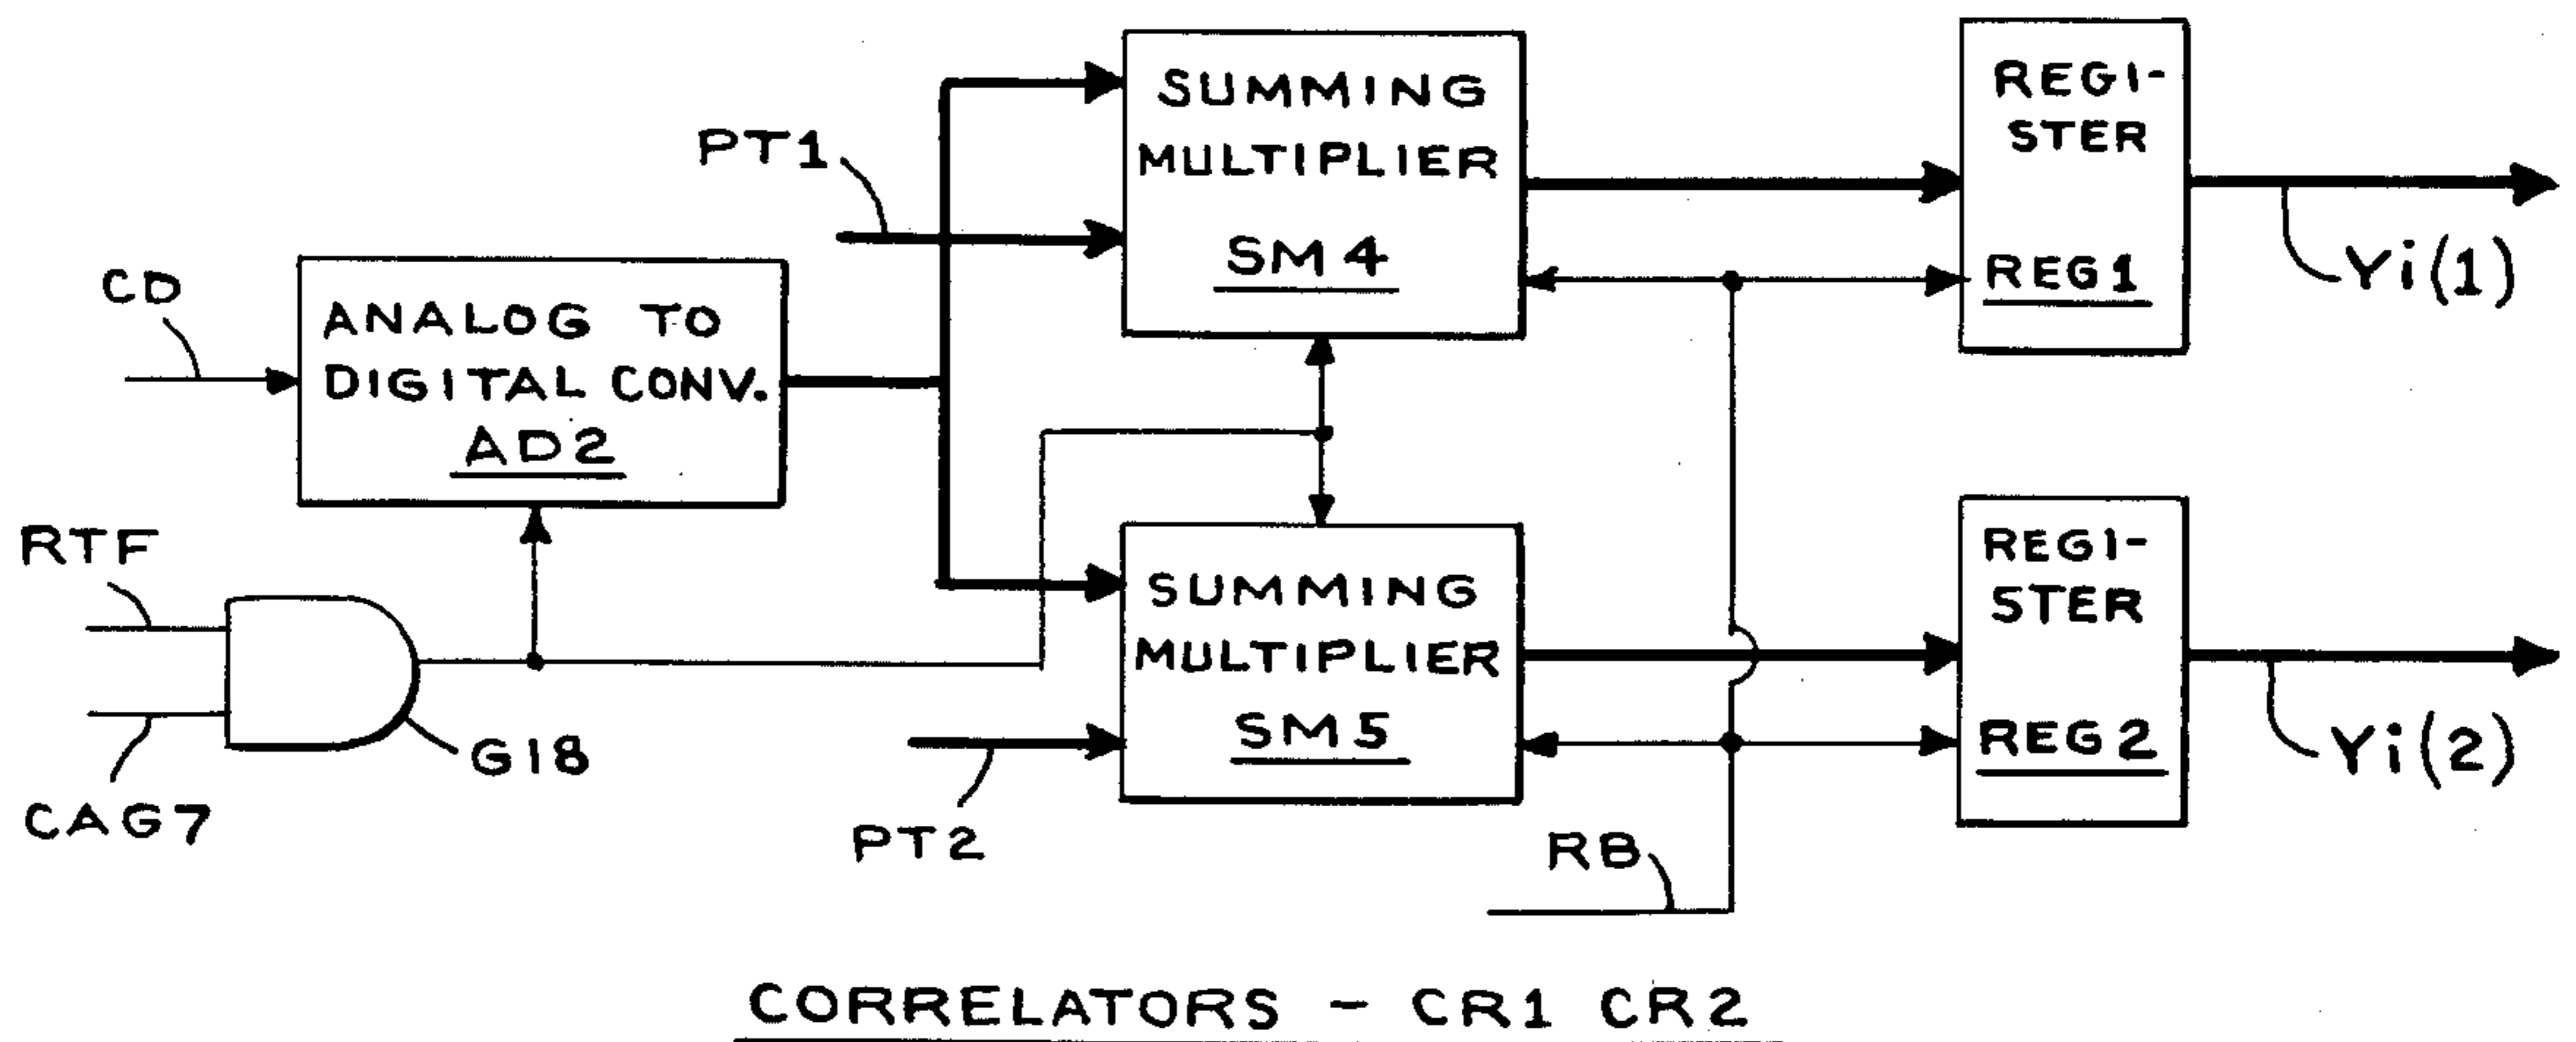 CD
ANALOG TO
DIGITAL CONV.
AD2
RTF
CAG7
G18
PT1
SUMMING
MULTIPLIER
SM4
SUMMING
MULTIPLIER
SM5
PT2
RB
REGI-
STER
REG1
Yi(1)
REGI-
STER
REG2
Yi(2)
CORRELATORS - CR1 CR2